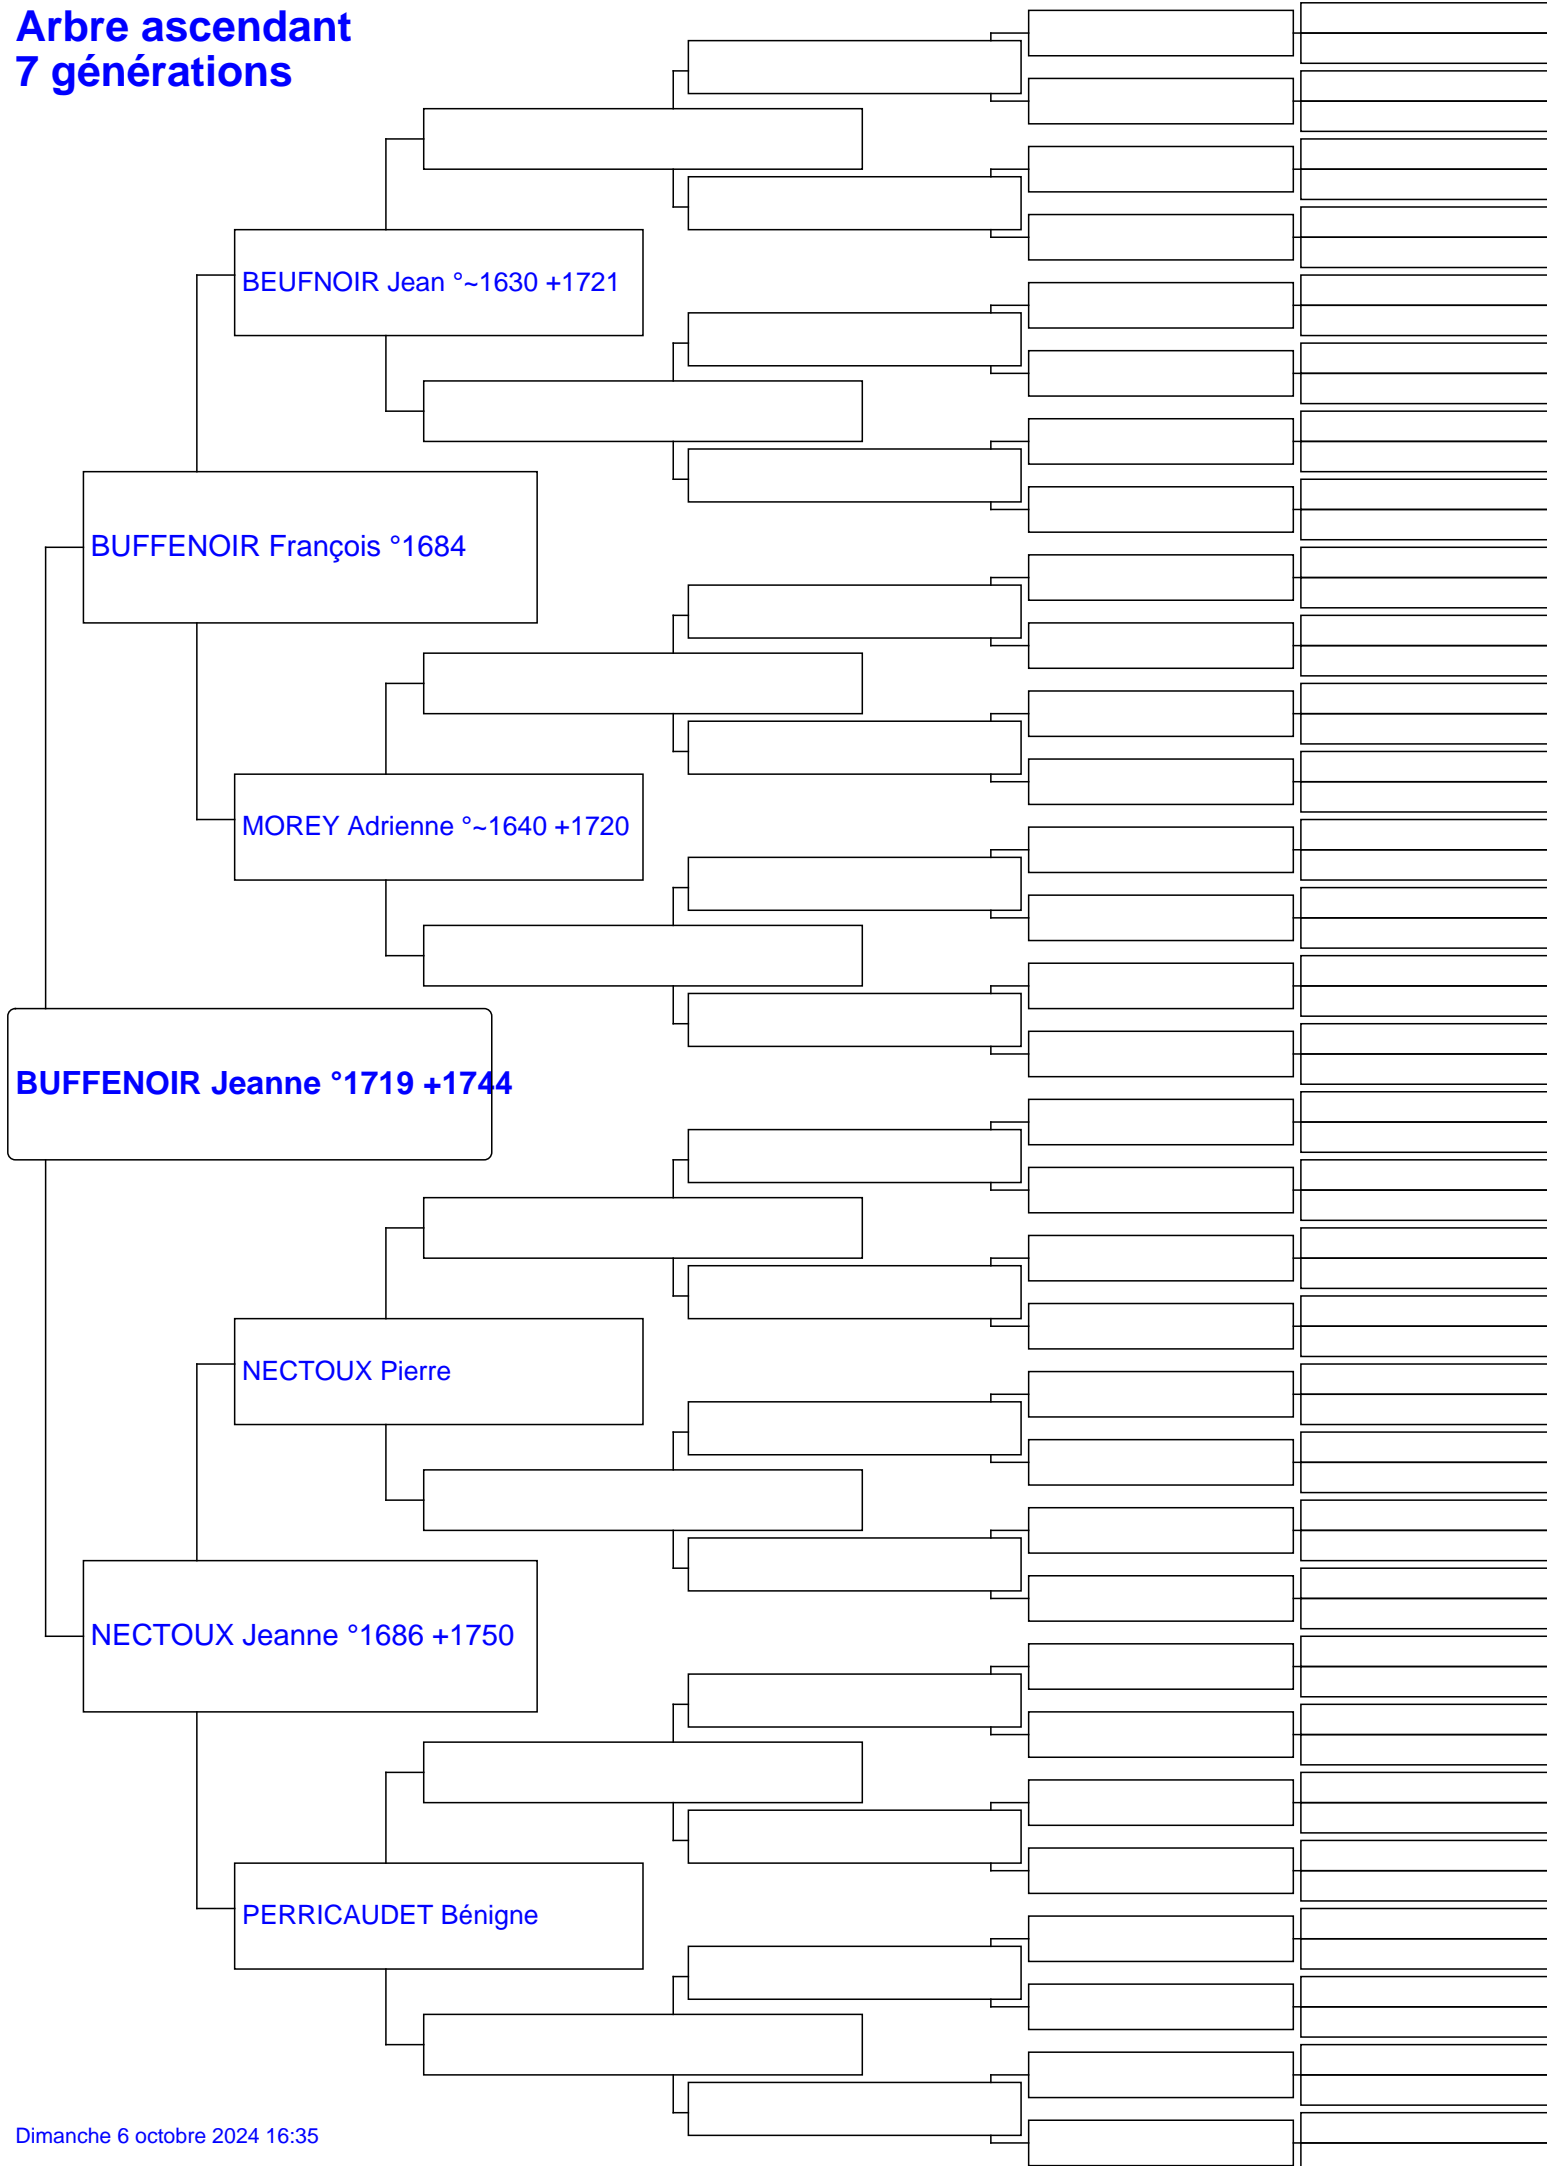 Arbre ascendant
7 générations
BEUFNOIR Jean °~1630 +1721
BUFFENOIR François °1684
MOREY Adrienne °~1640 +1720
BUFFENOIR Jeanne °1719 +1744
NECTOUX Pierre
NECTOUX Jeanne °1686 +1750
PERRICAUDET Bénigne
Dimanche 6 octobre 2024 16:35